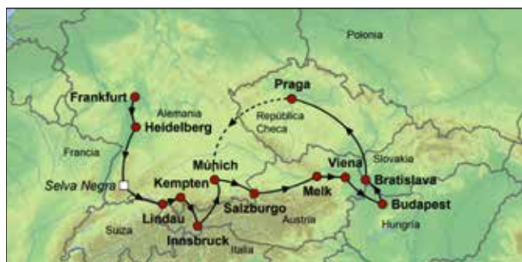 Polonia
Praga
Frankfurt
Alemania
República
Checa
Heidelberg
Francia
Múnich
Viena
Slovakia
Selva Negra
Kempten
Melk
Bratislava
Lindau
Salzburgo
Budapest
Austria
Hungría
Suiza
Innsbruck
Italia